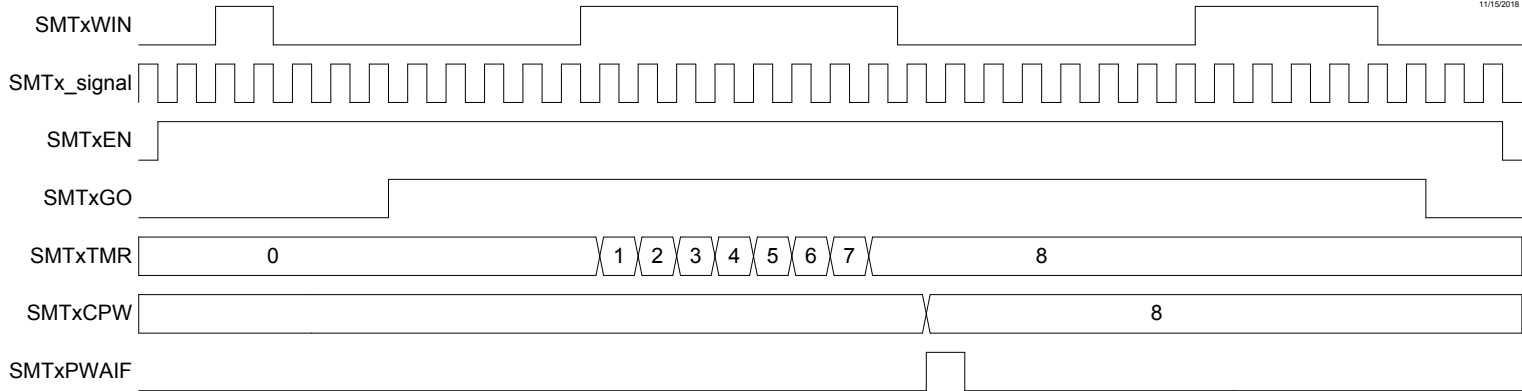 11/15/2018
SMTxWIN
SMTx_signal
SMTxEN
SMTxGO
SMTxTMR 0 1 2 3 4 5 6 7 8
SMTxCPW 8
SMTxPWAIF